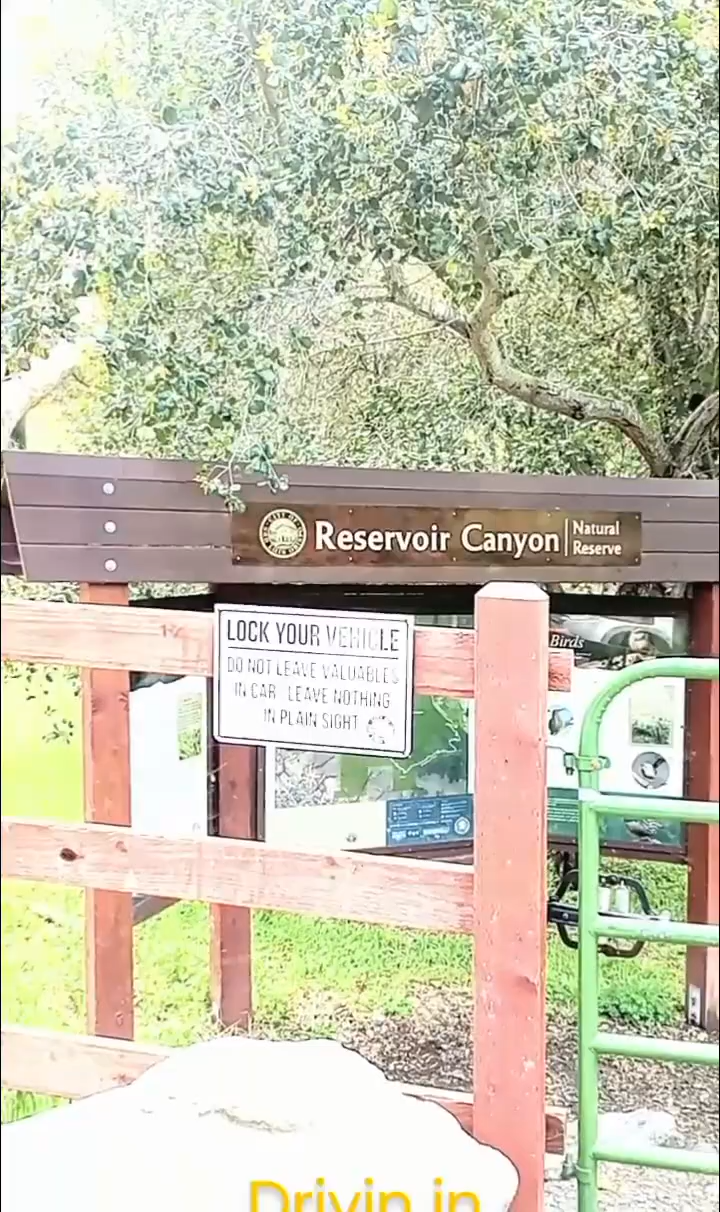 Reservoir Canyon
Natural
Reserve
LOCK YOUR VEHICLE
DO NOT LEAVE VALUABLES
IN CAR LEAVE NOTHING
IN PLAIN SIGHT
Birds
Drivin in